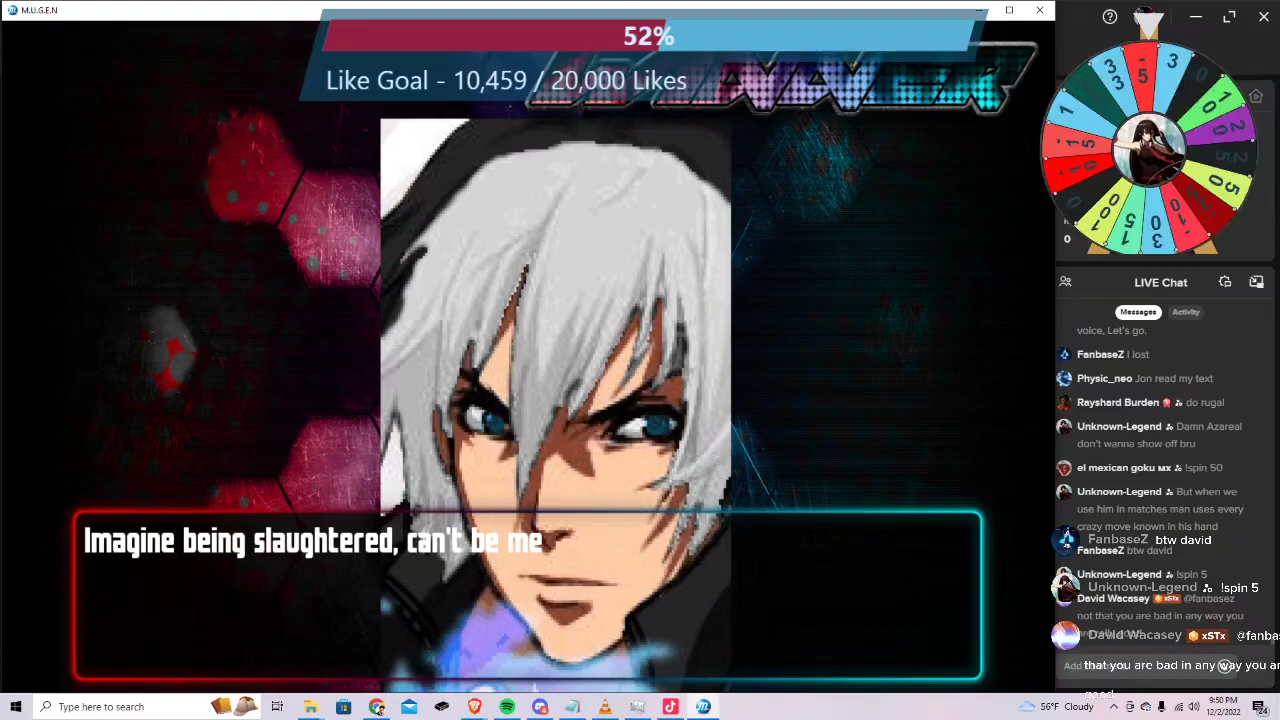 M.U.G.E.N
52%
Like Goal - 10,459 / 20,000 Likes
Imagine being slaughtered, can't be me
LIVE Chat
Messages
Activity
voice, Let's go.
FanbaseZ I lost
Physic_neo Jon read my text
Rayshard Burden do rugal
Unknown-Legend Damn Azareal
don't wanna show off bru
el mexican goku MX !spin 50
Unknown-Legend But when we
use him in matches man uses every
crazy move known in his hand
FanbaseZ btw david
FanbaseZ btw david
Unknown-Legend !spin 5
Unknown-Legend !spin 5
David Wacasey xSTx @fanbasez
not that you are bad in any way you
David Wacasey xSTx @fanba
Add
that you are bad in any way you ar
good
Type here to search
56°F Cloudy
9:50 PM
12/2/2022